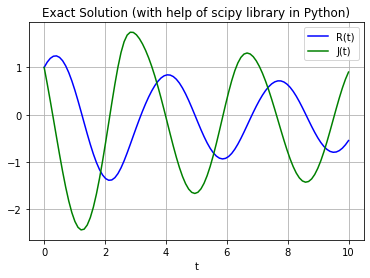 Exact Solution (with help of scipy library in Python)
R(t)
J(t)
1
0
−1
−2
0
2
4
6
8
10
t